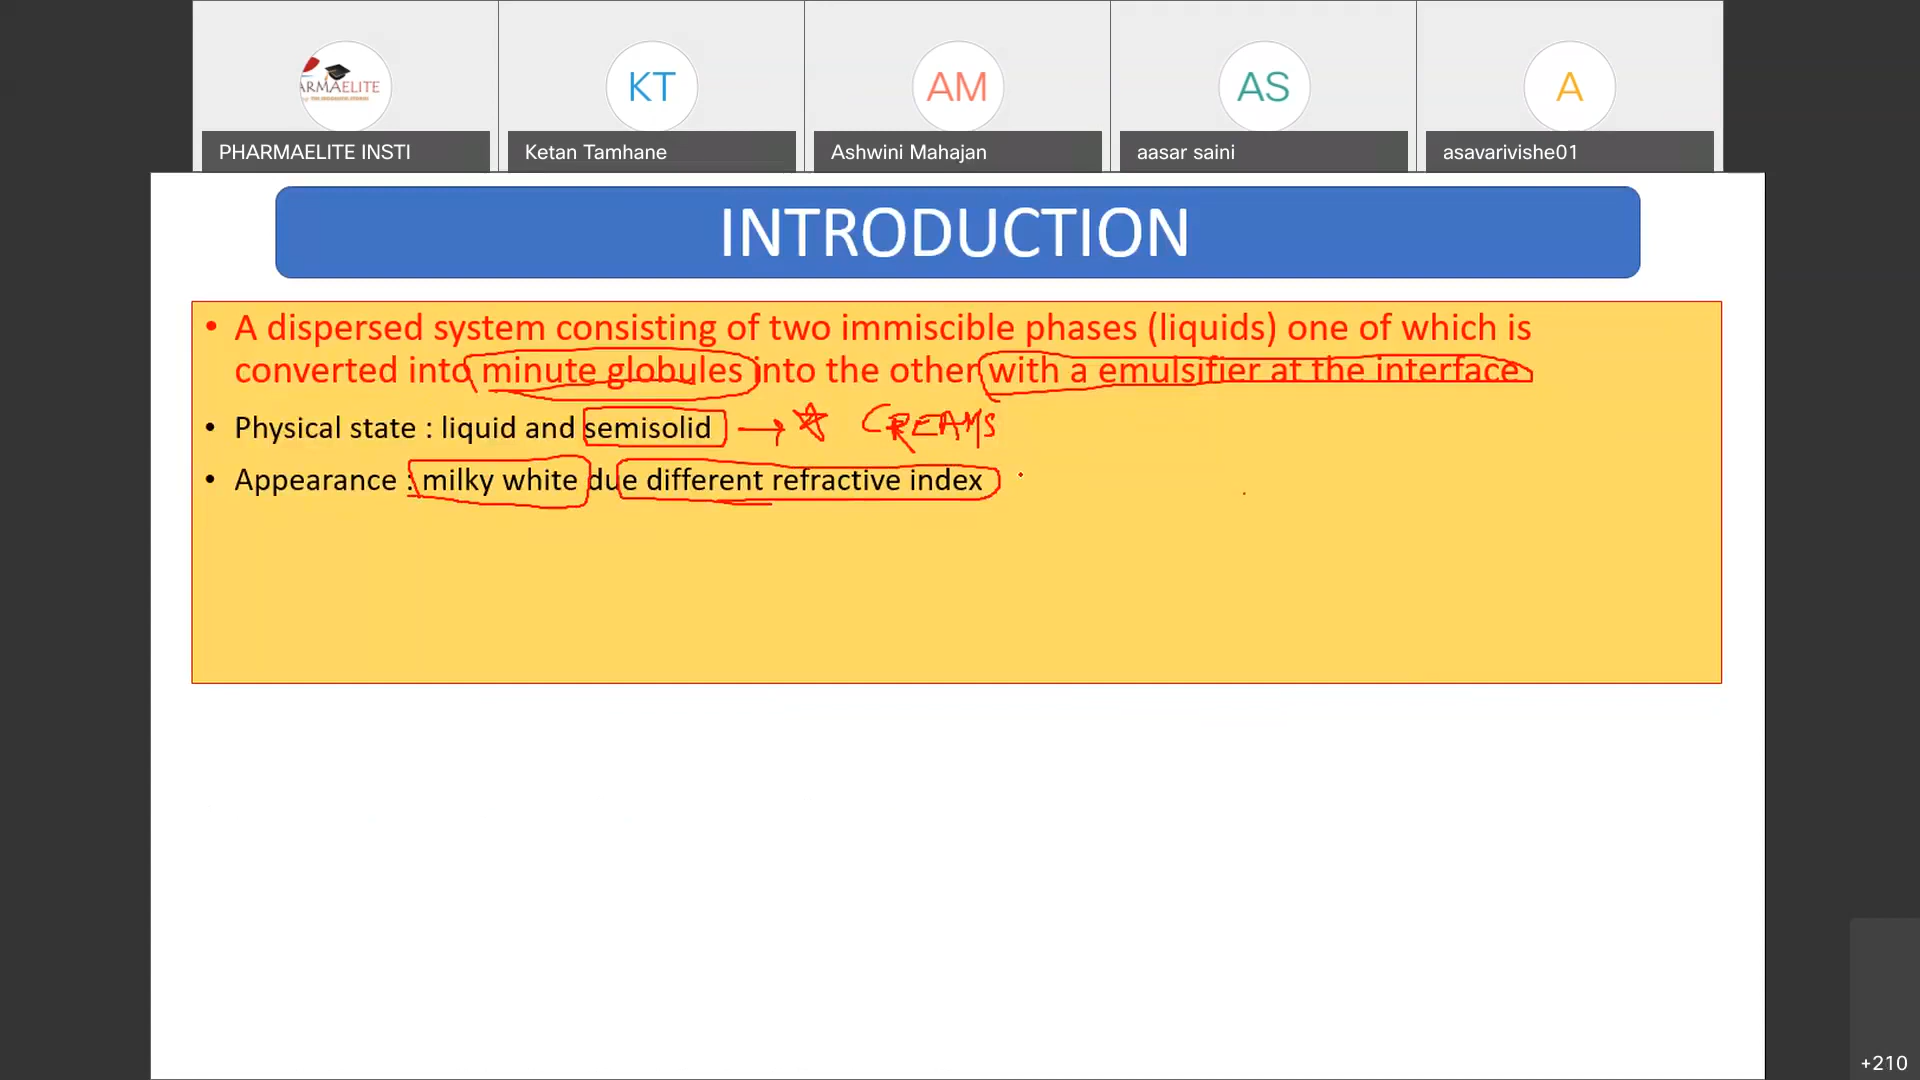 ARMAELITE
KT
AM
AS
A
PHARMAELITE INSTI
Ketan Tamhane
Ashwini Mahajan
aasar saini
asavarivishe01
INTRODUCTION
• A dispersed system consisting of two immiscible phases (liquids) one of which is
converted into minute globules into the other with a emulsifier at the interface
• Physical state : liquid and semisolid → CREAMS
• Appearance : milky white due different refractive index
+210